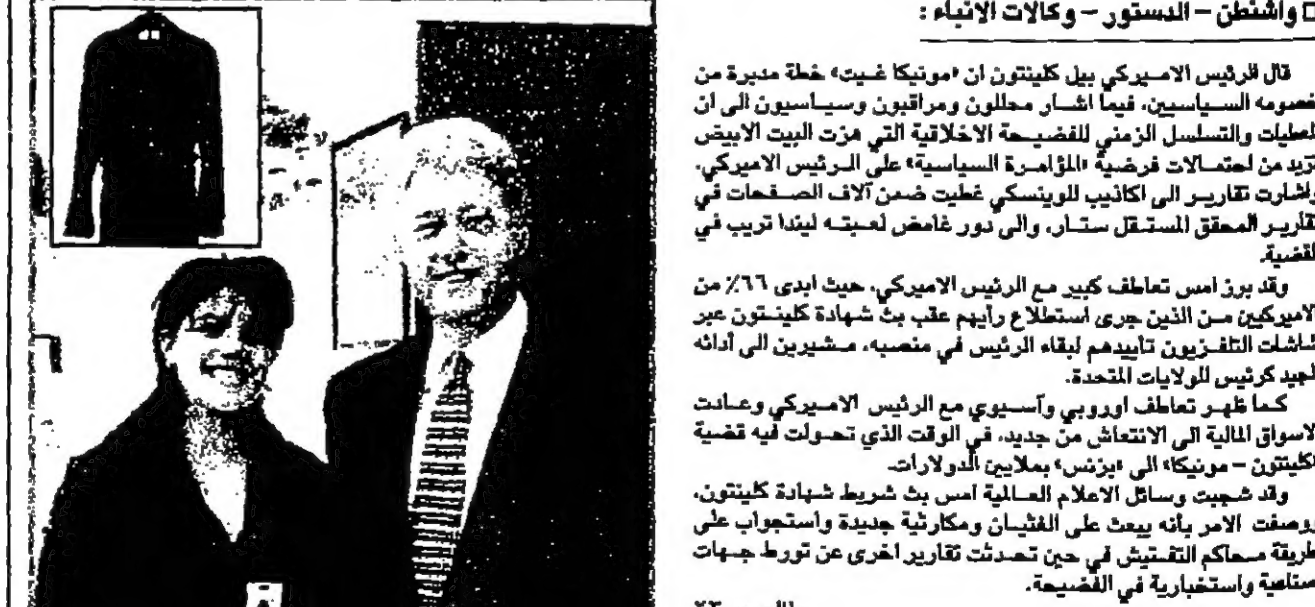 واشنطن – الدستور – وكالات الانباء :
قال الرئيس الاميركي بيل كلينتون ان «مونيكا غيت» خطة مدبرة من
خصومه السياسيين، فيما اشار محللون ومراقبون وسياسيون الى ان
المعطيات والتسلسل الزمني للفضيحة الاخلاقية التي هزت البيت الابيض
تزيد من احتمالات فرضية «المؤامرة السياسية» على الرئيس الاميركي،
واشارت تقارير الى اكاذيب للوينسكي غطيت ضمن آلاف الصفحات في
تقارير المحقق المستقل ستار، والى دور غامض لعبته ليندا تريب في
القضية.
وقد برز امس تعاطف كبير مع الرئيس الاميركي، حيث ابدى ٦٦٪ من
الاميركيين من الذين جرى استطلاع رأيهم عقب بث شهادة كلينتون عبر
شاشات التلفزيون تأييدهم لبقاء الرئيس في منصبه، مشيرين الى أدائه
الجيد كرئيس للولايات المتحدة.
كما ظهر تعاطف اوروبي وآسيوي مع الرئيس الاميركي وعادت
الاسواق المالية الى الانتعاش من جديد، في الوقت الذي تحولت فيه قضية
«كلينتون – مونيكا» الى «بزنس» بملايين الدولارات.
وقد شجبت وسائل الاعلام العالمية امس بث شريط شهادة كلينتون،
ووصفت الامر بأنه يبعث على الغثيان ومكارثية جديدة واستجواب على
طريقة محاكم التفتيش في حين تحدثت تقارير اخرى عن تورط جهات
صناعية واستخبارية في الفضيحة.